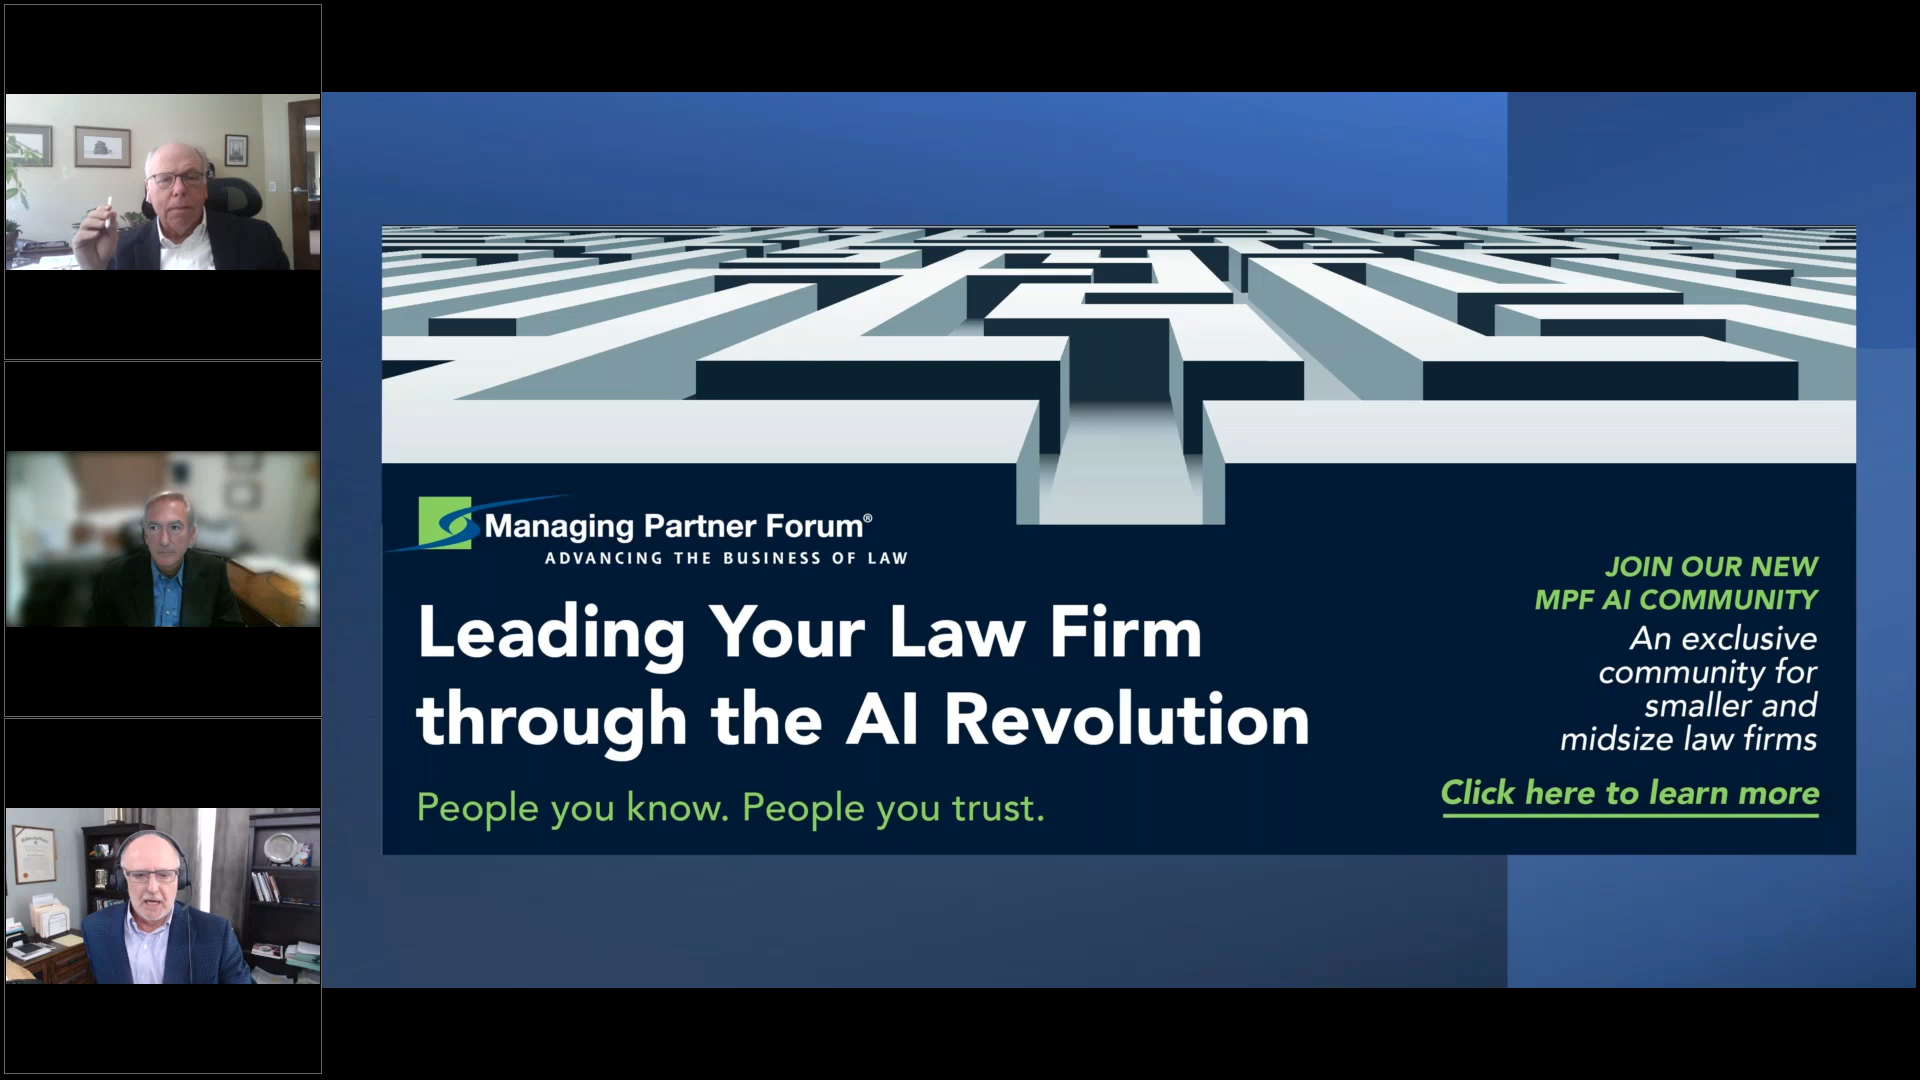 Managing Partner Forum®
ADVANCING THE BUSINESS OF LAW
Leading Your Law Firm
through the AI Revolution
People you know. People you trust.
JOIN OUR NEW
MPF AI COMMUNITY
An exclusive
community for
smaller and
midsize law firms
Click here to learn more